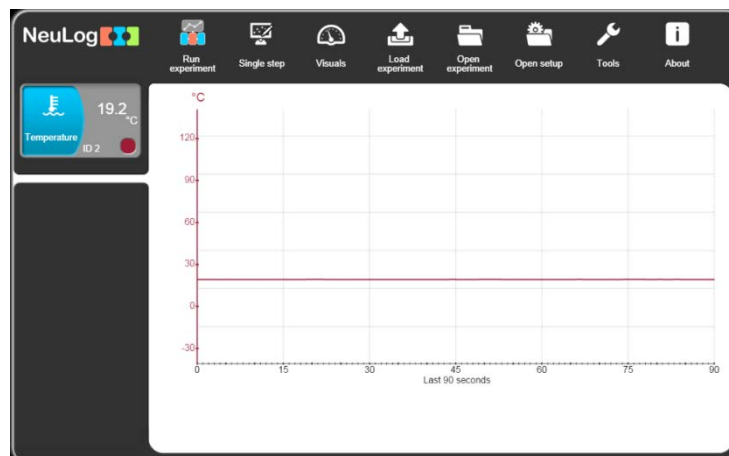 NeuLog
Run experiment
Single step
Visuals
Load experiment
Open experiment
Open setup
Tools
About
19.2 °C
Temperature
ID 2
°C
120
90
60
30
0
-30
0 15 30 45 60 75 90
Last 90 seconds